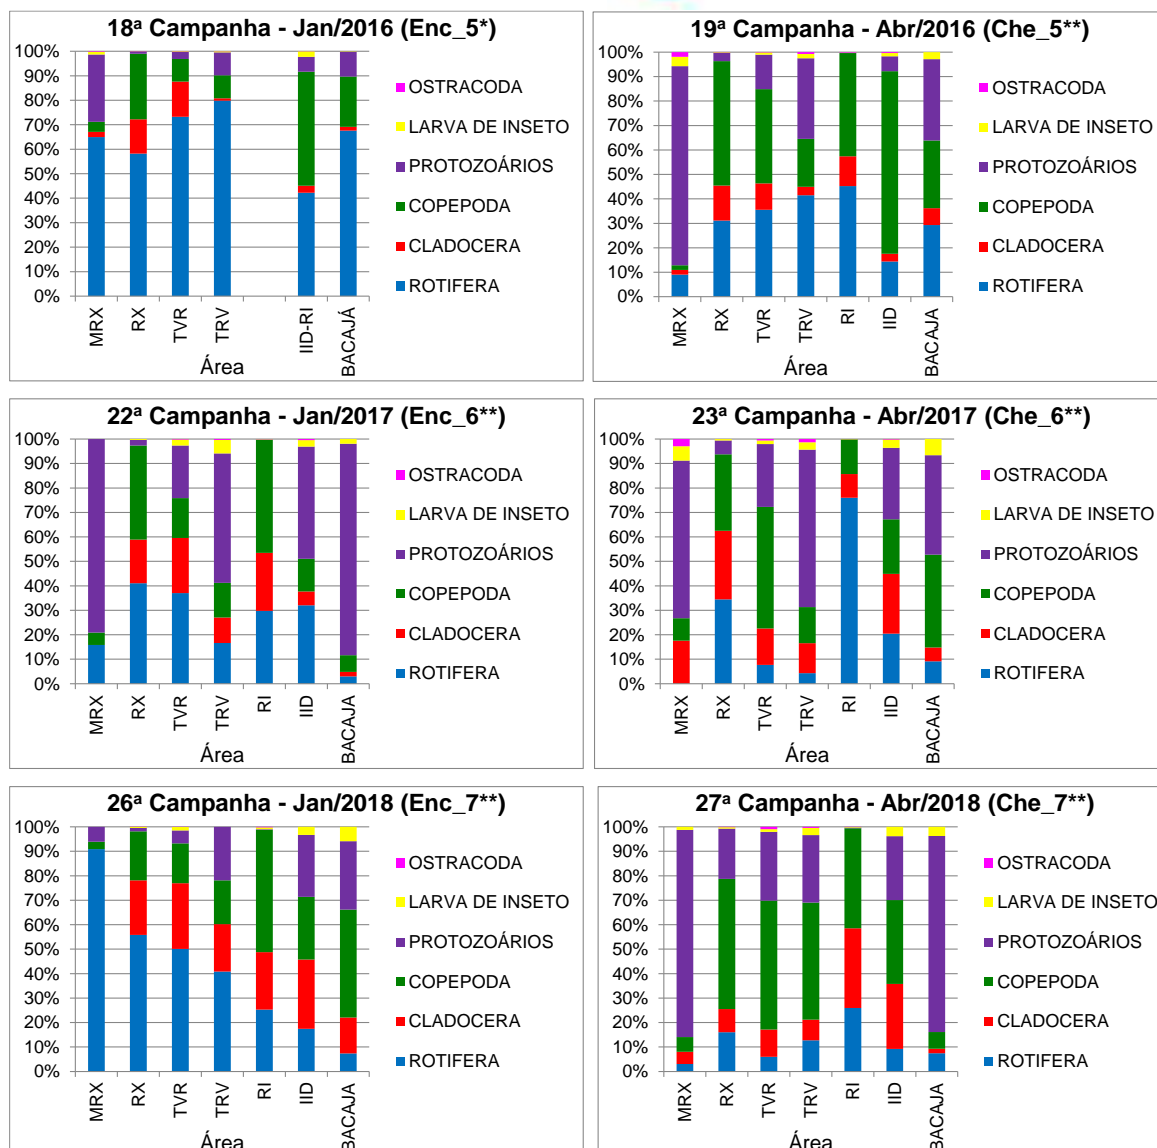 18ª Campanha - Jan/2016 (Enc_5*)
100%
90%
80%
70%
60%
50%
40%
30%
20%
10%
0%
MRX
RX
TVR
TRV
IID-RI
BACAJÁ
Área
OSTRACODA
LARVA DE INSETO
PROTOZOÁRIOS
COPEPODA
CLADOCERA
ROTIFERA
19ª Campanha - Abr/2016 (Che_5**)
100%
90%
80%
70%
60%
50%
40%
30%
20%
10%
0%
MRX
RX
TVR
TRV
RI
IID
BACAJA
Área
OSTRACODA
LARVA DE INSETO
PROTOZOÁRIOS
COPEPODA
CLADOCERA
ROTIFERA
22ª Campanha - Jan/2017 (Enc_6**)
100%
90%
80%
70%
60%
50%
40%
30%
20%
10%
0%
MRX
RX
TVR
TRV
RI
IID
BACAJA
Área
OSTRACODA
LARVA DE INSETO
PROTOZOÁRIOS
COPEPODA
CLADOCERA
ROTIFERA
23ª Campanha - Abr/2017 (Che_6**)
100%
90%
80%
70%
60%
50%
40%
30%
20%
10%
0%
MRX
RX
TVR
TRV
RI
IID
BACAJA
Área
OSTRACODA
LARVA DE INSETO
PROTOZOÁRIOS
COPEPODA
CLADOCERA
ROTIFERA
26ª Campanha - Jan/2018 (Enc_7**)
100%
90%
80%
70%
60%
50%
40%
30%
20%
10%
0%
MRX
RX
TVR
TRV
RI
IID
BACAJA
Área
OSTRACODA
LARVA DE INSETO
PROTOZOÁRIOS
COPEPODA
CLADOCERA
ROTIFERA
27ª Campanha - Abr/2018 (Che_7**)
100%
90%
80%
70%
60%
50%
40%
30%
20%
10%
0%
MRX
RX
TVR
TRV
RI
IID
BACAJA
Área
OSTRACODA
LARVA DE INSETO
PROTOZOÁRIOS
COPEPODA
CLADOCERA
ROTIFERA